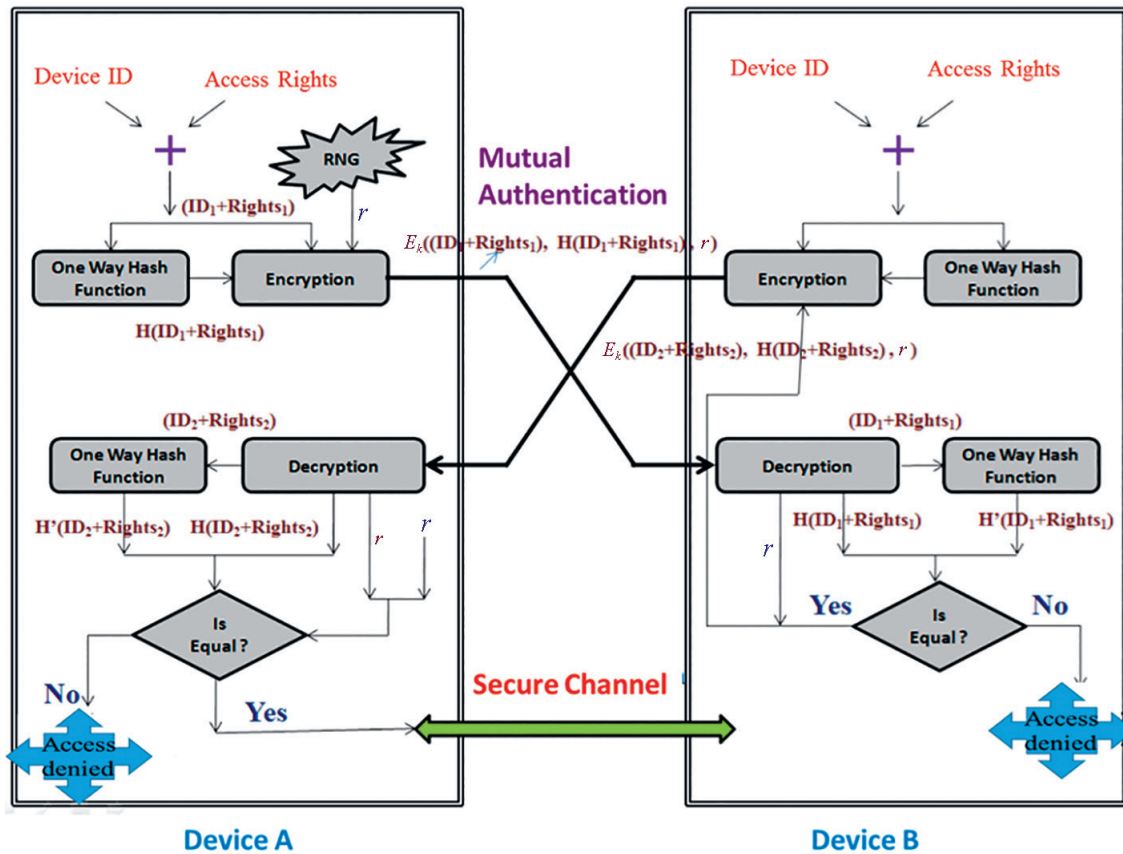 Device ID
Access Rights
+
RNG
(ID₁+Rights₁)
r
One Way Hash
Function
Encryption
H(ID₁+Rights₁)
Mutual
Authentication
Eₖ((ID₁+Rights₁), H(ID₁+Rights₁), r)
Eₖ((ID₂+Rights₂), H(ID₂+Rights₂), r)
Device ID
Access Rights
+
Encryption
One Way Hash
Function
(ID₂+Rights₂)
One Way Hash
Function
Decryption
H’(ID₂+Rights₂)
H(ID₂+Rights₂)
r
r
Is
Equal ?
No
Yes
Access
denied
Secure Channel
(ID₁+Rights₁)
Decryption
One Way Hash
Function
H(ID₁+Rights₁)
H’(ID₁+Rights₁)
r
Yes
Is
Equal ?
No
Access
denied
Device A
Device B